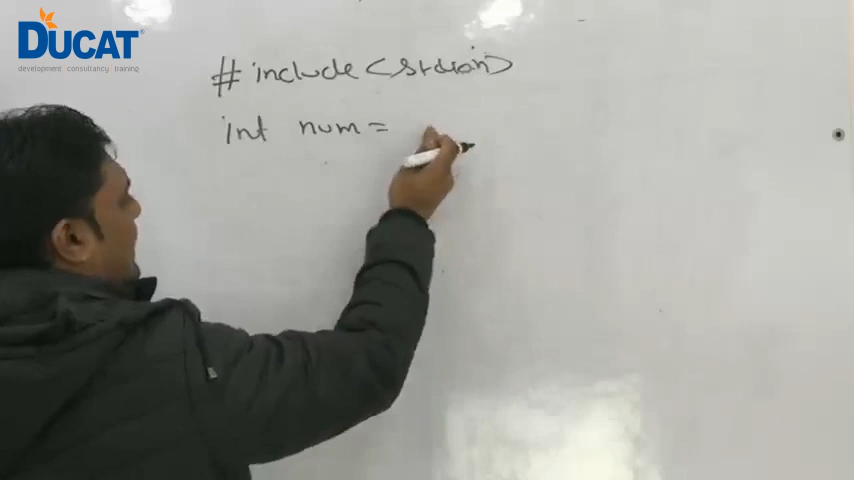 DUCAT
development consultancy training
#include <stdio.h>
int num =